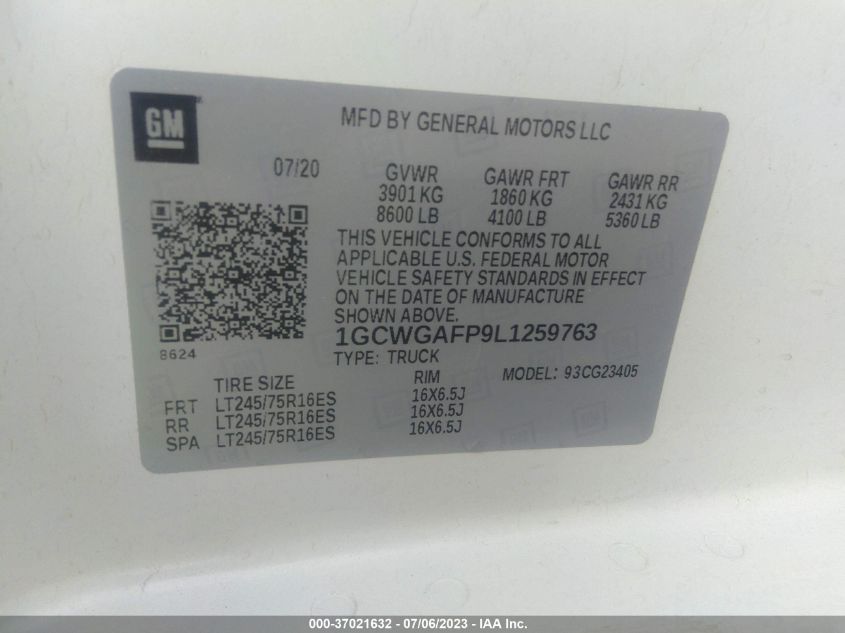 GM
MFD BY GENERAL MOTORS LLC
07/20
GVWR
3901 KG
8600 LB
GAWR FRT
1860 KG
4100 LB
GAWR RR
2431 KG
5360 LB
THIS VEHICLE CONFORMS TO ALL
APPLICABLE U.S. FEDERAL MOTOR
VEHICLE SAFETY STANDARDS IN EFFECT
ON THE DATE OF MANUFACTURE
SHOWN ABOVE.
8624
1GCWGAFP9L1259763
TYPE: TRUCK
MODEL: 93CG23405
TIRE SIZE RIM
FRT LT245/75R16ES 16X6.5J
RR LT245/75R16ES 16X6.5J
SPA LT245/75R16ES 16X6.5J
000-37021632 - 07/06/2023 - IAA Inc.